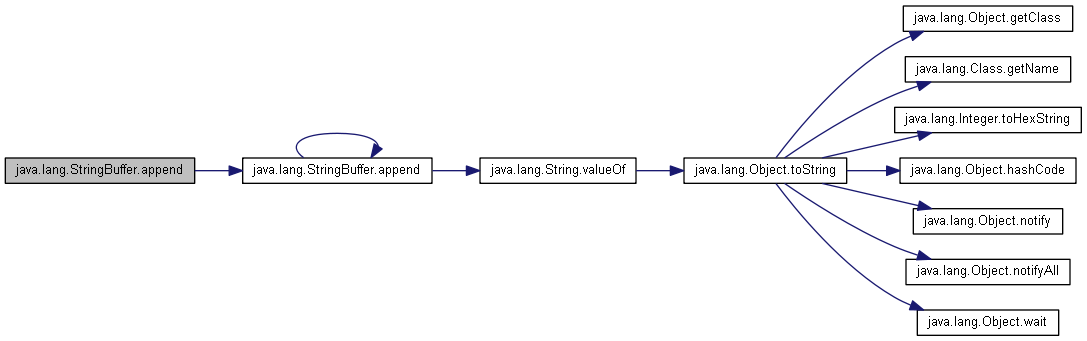 java.lang.StringBuffer.append
java.lang.StringBuffer.append
java.lang.String.valueOf
java.lang.Object.toString
java.lang.Object.getClass
java.lang.Class.getName
java.lang.Integer.toHexString
java.lang.Object.hashCode
java.lang.Object.notify
java.lang.Object.notifyAll
java.lang.Object.wait